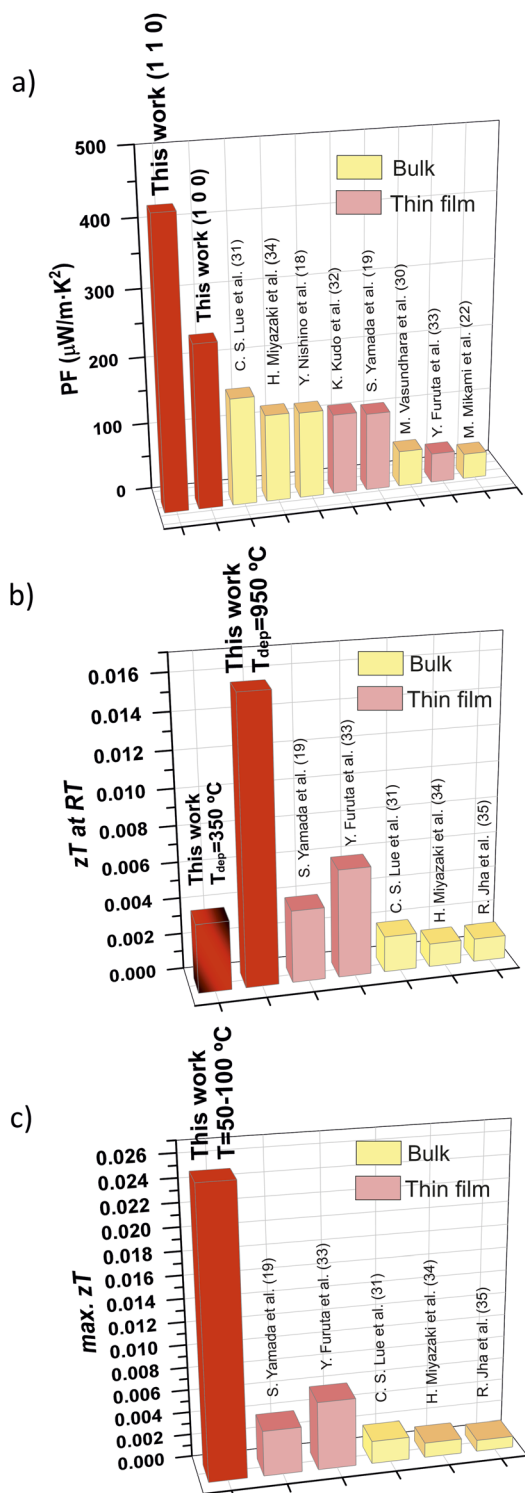 a)
This work (1 1 0)
This work (1 0 0)
C. S. Lue et al. (31)
H. Miyazaki et al. (34)
Y. Nishino et al. (18)
K. Kudo et al. (32)
S. Yamada et al. (19)
M. Vasundhara et al. (30)
Y. Furuta et al. (33)
M. Mikami et al. (22)
Bulk
Thin film
PF (μW/m·K²)
500
400
300
200
100
0
b)
This work
T dep=350 ºC
This work
T dep=950 ºC
S. Yamada et al. (19)
Y. Furuta et al. (33)
C. S. Lue et al. (31)
H. Miyazaki et al. (34)
R. Jha et al. (35)
Bulk
Thin film
zT at RT
0.016
0.014
0.012
0.010
0.008
0.006
0.004
0.002
0.000
c)
This work
T=50-100 ºC
S. Yamada et al. (19)
Y. Furuta et al. (33)
C. S. Lue et al. (31)
H. Miyazaki et al. (34)
R. Jha et al. (35)
Bulk
Thin film
max. zT
0.026
0.024
0.022
0.020
0.018
0.016
0.014
0.012
0.010
0.008
0.006
0.004
0.002
0.000